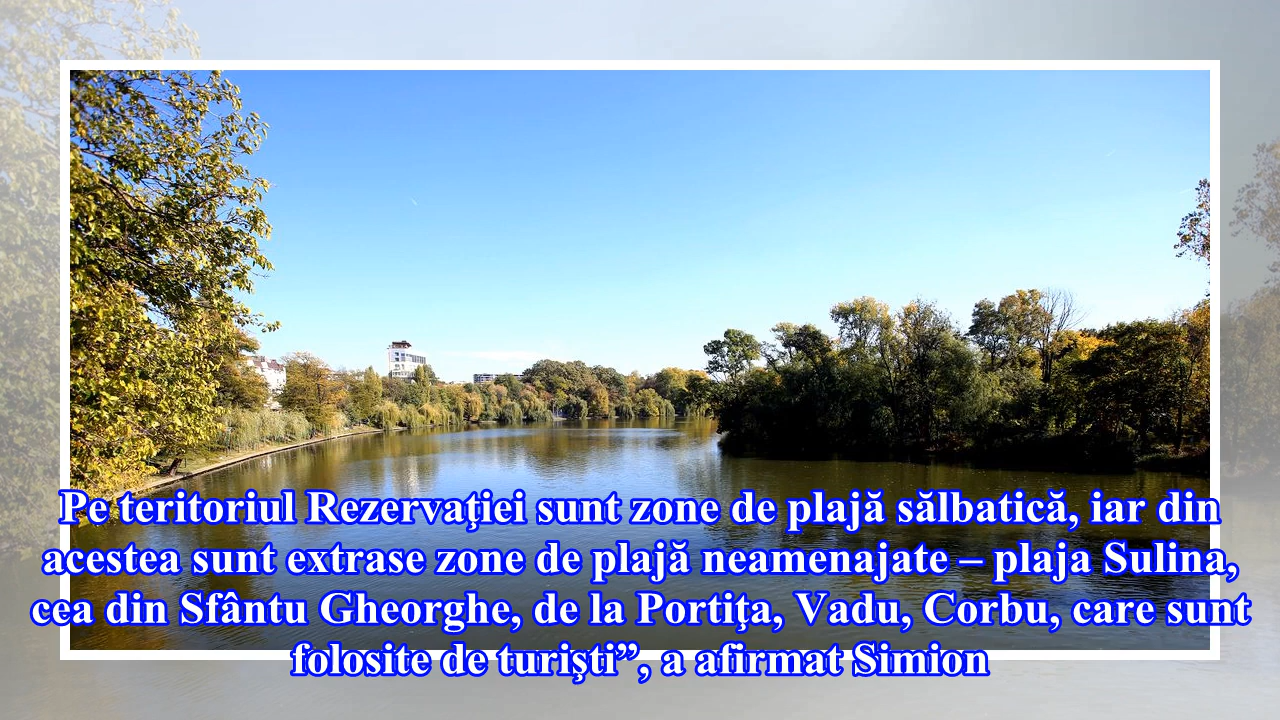 Pe teritoriul Rezervaţiei sunt zone de plajă sălbatică, iar din
acestea sunt extrase zone de plajă neamenajate – plaja Sulina,
cea din Sfântu Gheorghe, de la Portiţa, Vadu, Corbu, care sunt
folosite de turişti”, a afirmat Simion